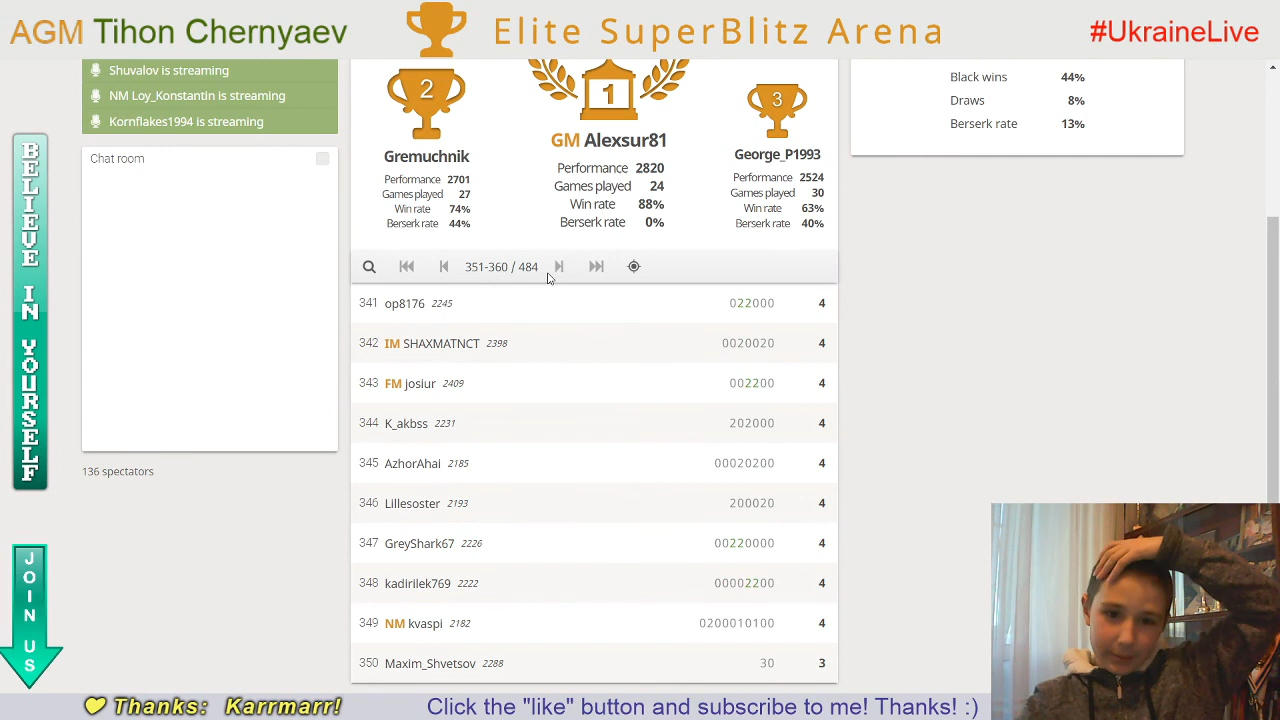 AGM Tihon Chernyaev
Elite SuperBlitz Arena
#UkraineLive
BELIEVE IN YOURSELF
JOIN US
Shuvalov is streaming
NM Loy_Konstantin is streaming
Kornflakes1994 is streaming
Chat room
136 spectators
2
Gremuchnik
Performance 2701
Games played 27
Win rate 74%
Berserk rate 44%
1
GM Alexsur81
Performance 2820
Games played 24
Win rate 88%
Berserk rate 0%
3
George_P1993
Performance 2524
Games played 30
Win rate 63%
Berserk rate 40%
Black wins 44%
Draws 8%
Berserk rate 13%
351-360 / 484
341 op8176 2245 022000 4
342 IM SHAXMATNCT 2398 0020020 4
343 FM josiur 2409 002200 4
344 K_akbss 2231 202000 4
345 AzhorAhai 2185 00020200 4
346 Lillesoster 2193 200020 4
347 GreyShark67 2226 00220000 4
348 kadirilek769 2222 00002200 4
349 NM kvaspi 2182 0200010100 4
350 Maxim_Shvetsov 2288 30 3
Thanks: Karrmarr!
Click the "like" button and subscribe to me! Thanks! :)